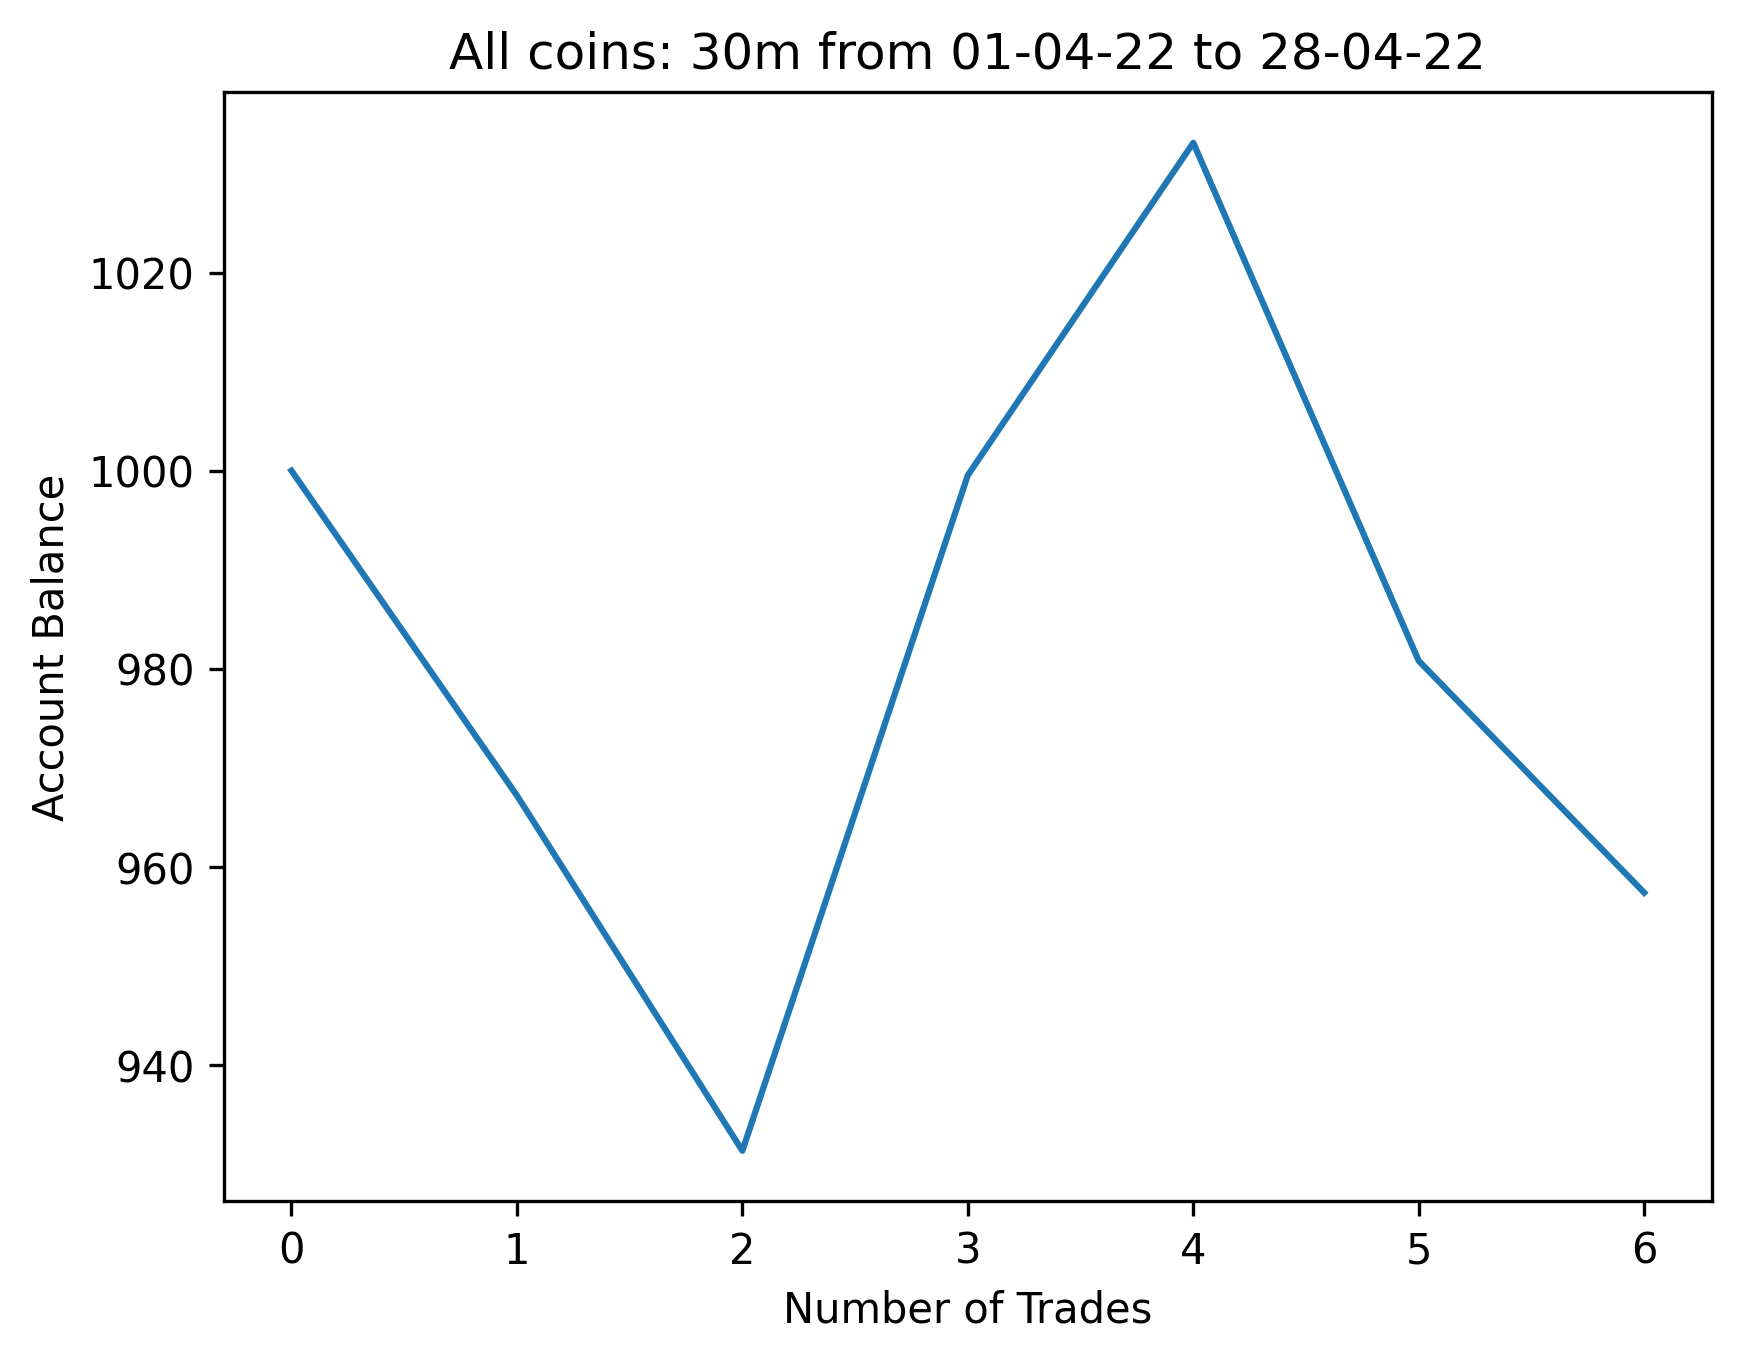 All coins: 30m from 01-04-22 to 28-04-22
Account Balance
1020
1000
980
960
940
0 1 2 3 4 5 6
Number of Trades